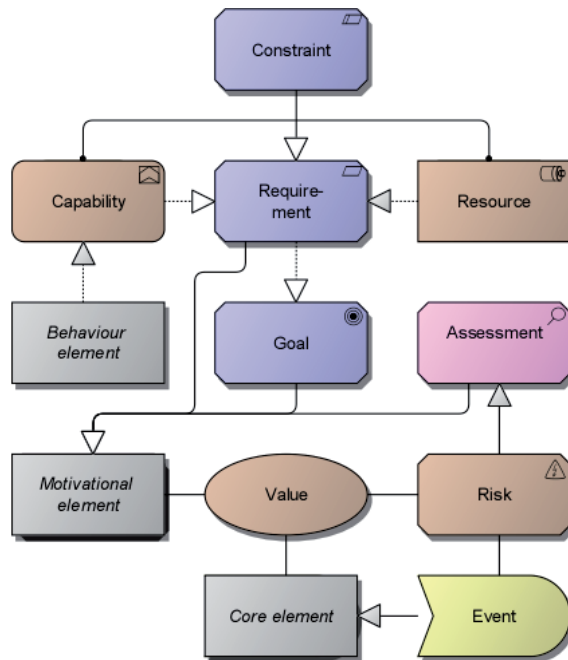 Constraint
Capability
Require-
ment
Resource
Behaviour
element
Goal
Assessment
Motivational
element
Value
Risk
Core element
Event